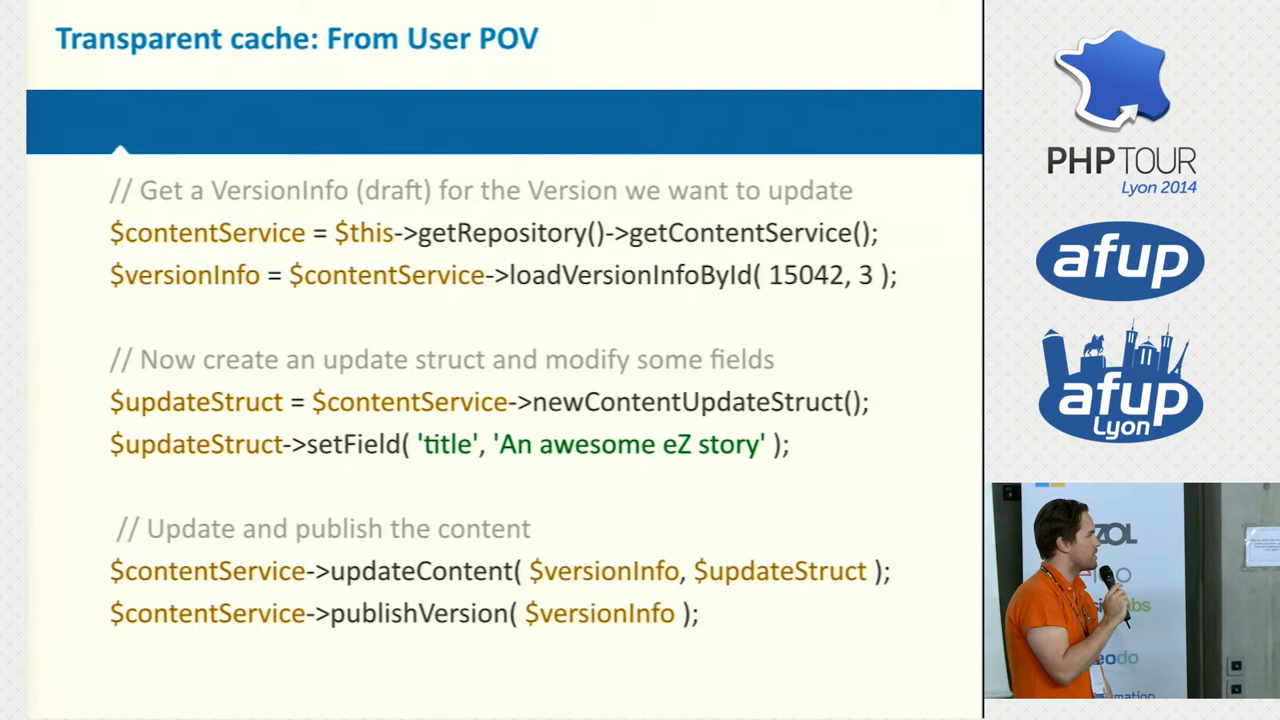 Transparent cache: From User POV
// Get a VersionInfo (draft) for the Version we want to update
$contentService = $this->getRepository()->getContentService();
$versionInfo = $contentService->loadVersionInfoById( 15042, 3 );
// Now create an update struct and modify some fields
$updateStruct = $contentService->newContentUpdateStruct();
$updateStruct->setField( 'title', 'An awesome eZ story' );
// Update and publish the content
$contentService->updateContent( $versionInfo, $updateStruct );
$contentService->publishVersion( $versionInfo );
PHP TOUR
Lyon 2014
afup
afup
Lyon